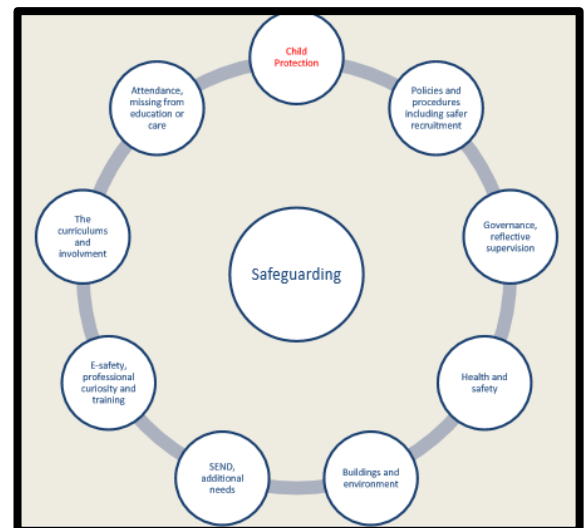 Child
Protection
Policies and
procedures
including safer
recruitment
Governance,
reflective
supervision
Health and
safety
Buildings and
environment
SEND,
additional
needs
E-safety,
professional
curiosity and
training
The
curriculums
and
involvment
Attendance,
missing from
education or
care
Safeguarding